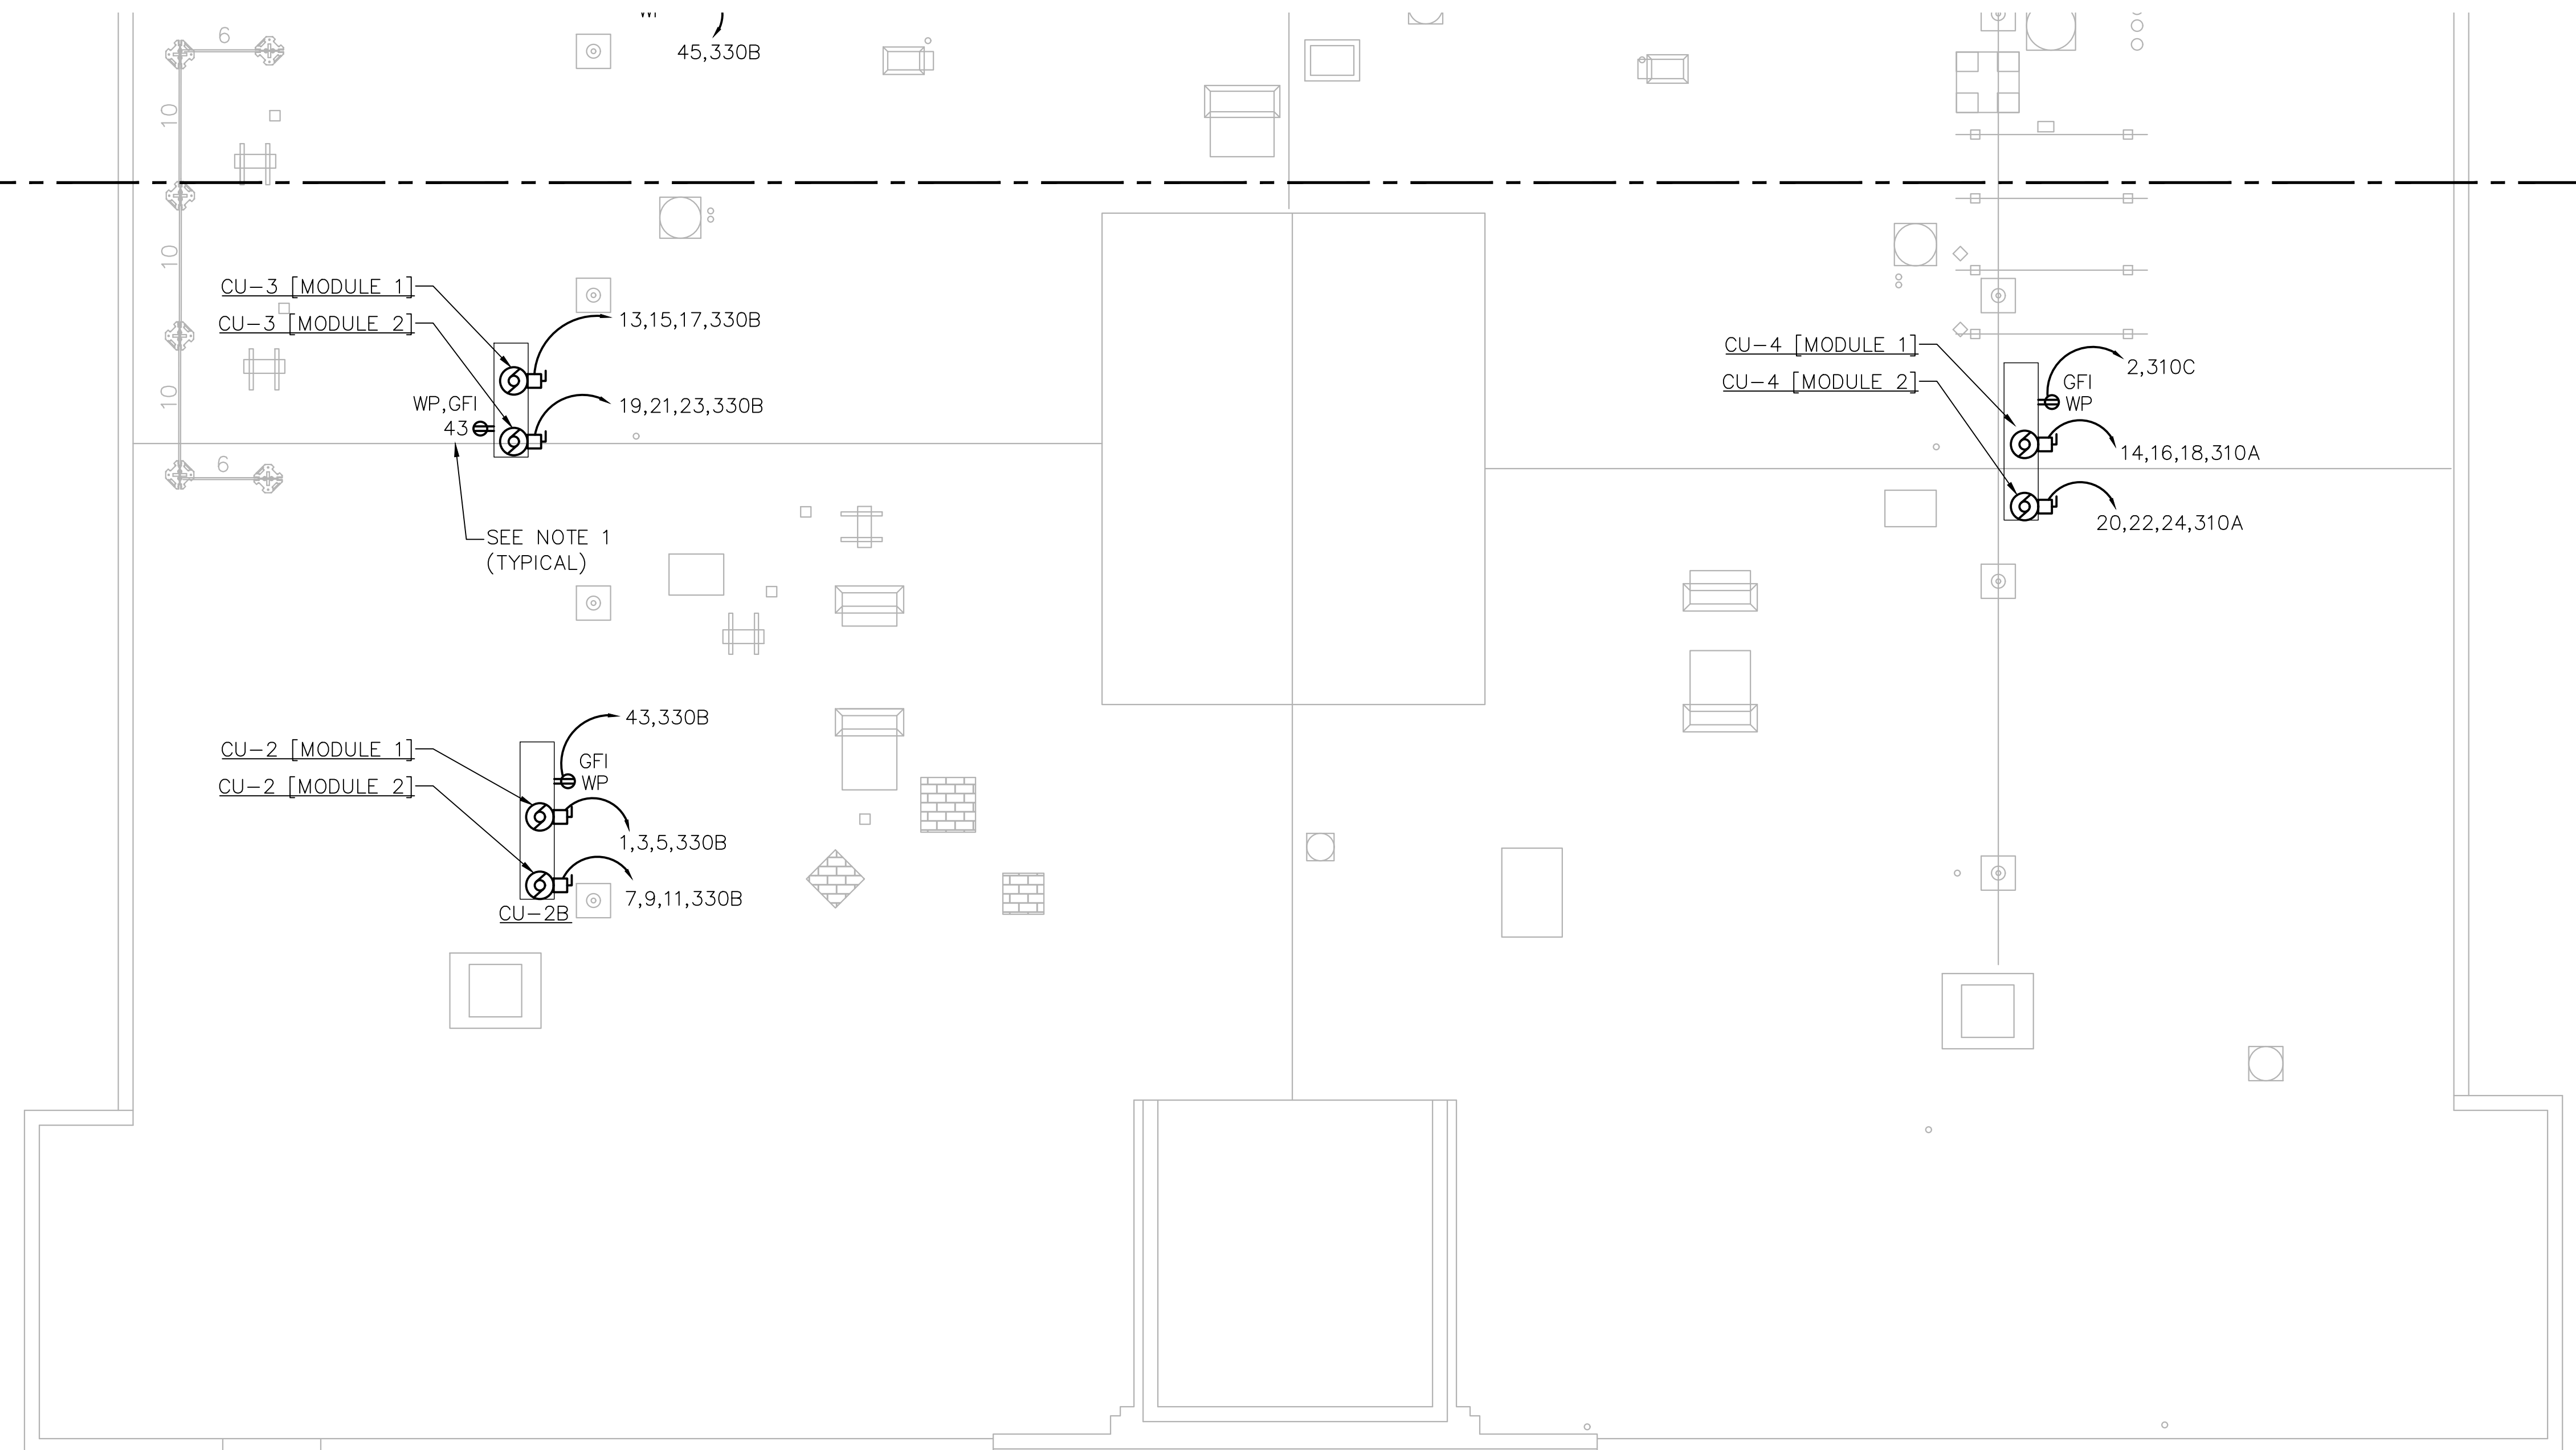 6
45,330B
10
10
CU-3 [MODULE 1]
CU-3 [MODULE 2]
13,15,17,330B
10
WP,GFI
43
19,21,23,330B
6
SEE NOTE 1
(TYPICAL)
CU-4 [MODULE 1]
CU-4 [MODULE 2]
2,310C
GFI
WP
14,16,18,310A
20,22,24,310A
43,330B
CU-2 [MODULE 1]
CU-2 [MODULE 2]
GFI
WP
1,3,5,330B
7,9,11,330B
CU-2B